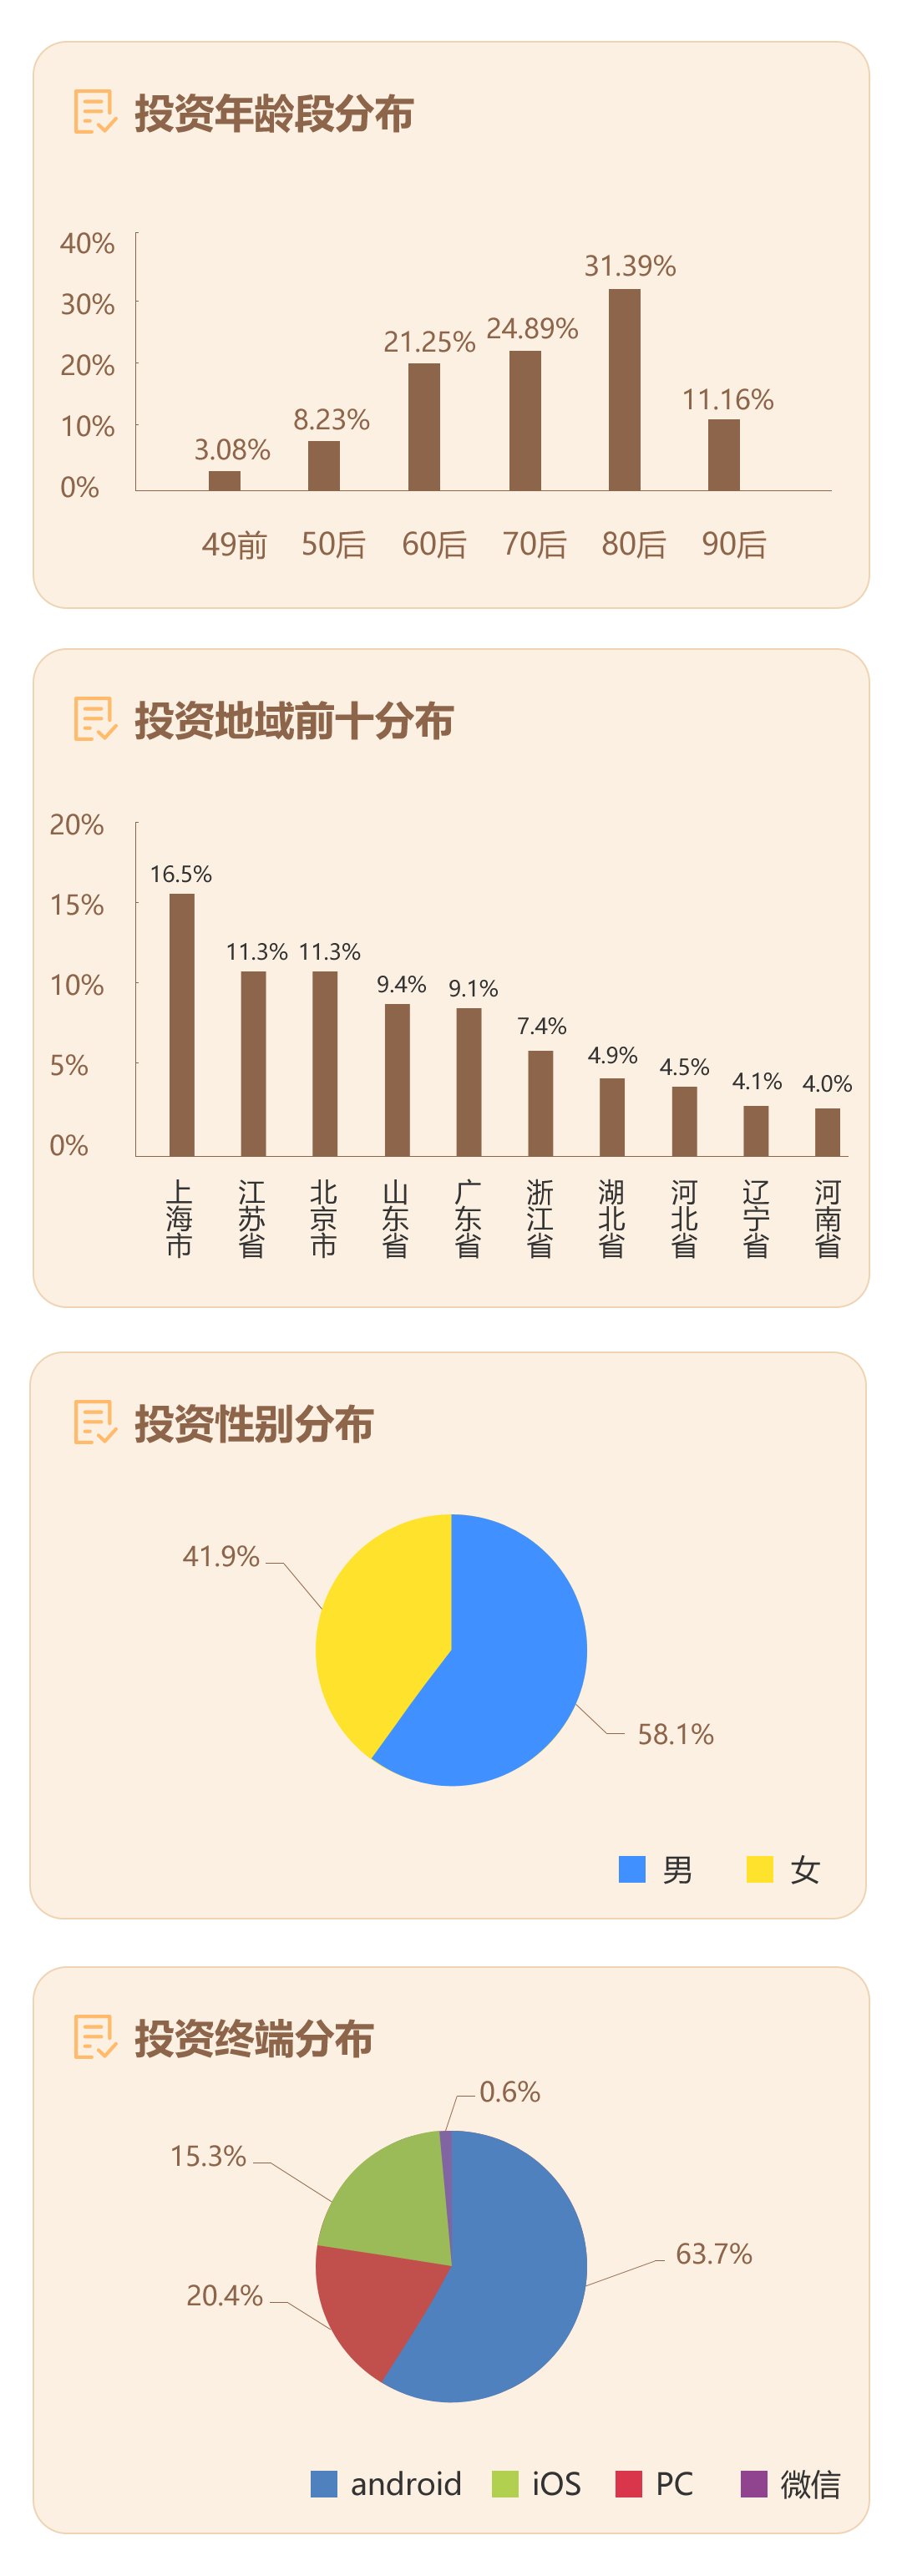 投资年龄段分布
40%
30%
20%
10%
0%
3.08%
8.23%
21.25%
24.89%
31.39%
11.16%
49前
50后
60后
70后
80后
90后
投资地域前十分布
20%
15%
10%
5%
0%
16.5%
11.3%
11.3%
9.4%
9.1%
7.4%
4.9%
4.5%
4.1%
4.0%
上海市
江苏省
北京市
山东省
广东省
浙江省
湖北省
河北省
辽宁省
河南省
投资性别分布
41.9%
58.1%
男
女
投资终端分布
0.6%
15.3%
63.7%
20.4%
android
iOS
PC
微信